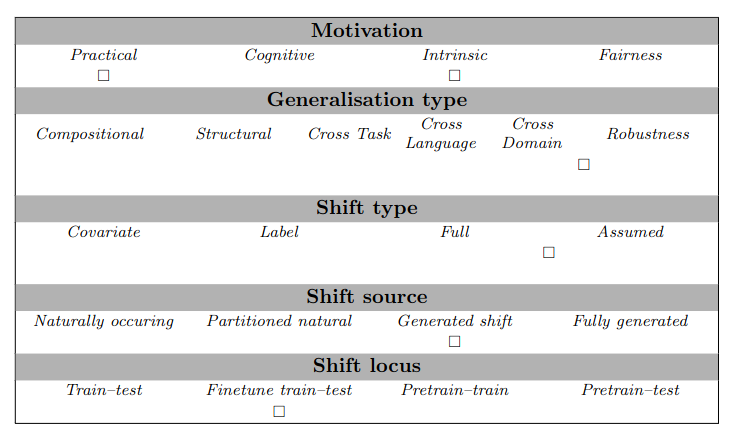 Motivation
Practical Cognitive Intrinsic Fairness
□ □
Generalisation type
Compositional Structural Cross Task Cross Language Cross Domain Robustness
□
Shift type
Covariate Label Full Assumed
□
Shift source
Naturally occuring Partitioned natural Generated shift Fully generated
□
Shift locus
Train–test Finetune train–test Pretrain–train Pretrain–test
□